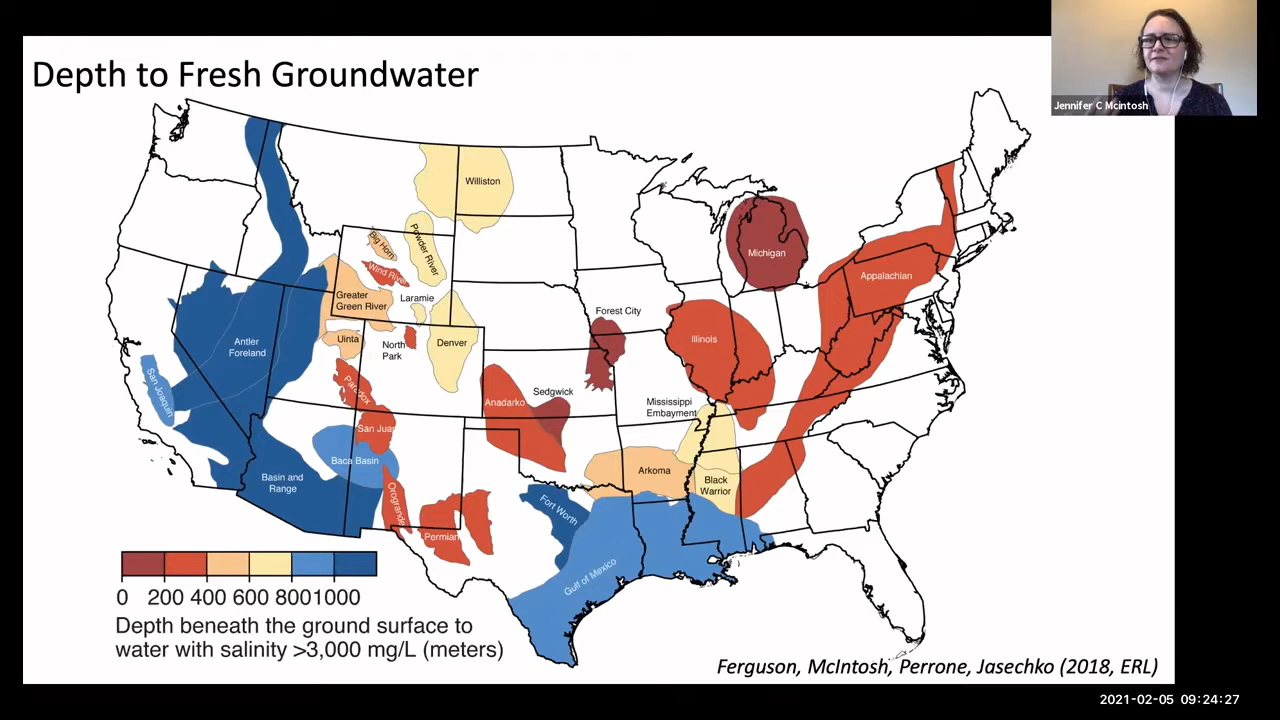 Depth to Fresh Groundwater
Jennifer C Mcintosh
Williston
Big Horn
Powder River
Wind River
Michigan
Appalachian
Greater
Green River
Laramie
Forest City
Antler
Foreland
Uinta
North
Park
Denver
Illinois
San Joaquin
Paradox
Anadarko
Sedgwick
Mississippi
Embayment
San Juan
Baca Basin
Basin and
Range
Orogrande
Arkoma
Black
Warrior
Fort Worth
Permian
Gulf of Mexico
0 200 400 600 800 1000
Depth beneath the ground surface to
water with salinity >3,000 mg/L (meters)
Ferguson, McIntosh, Perrone, Jasechko (2018, ERL)
2021-02-05 09:24:27